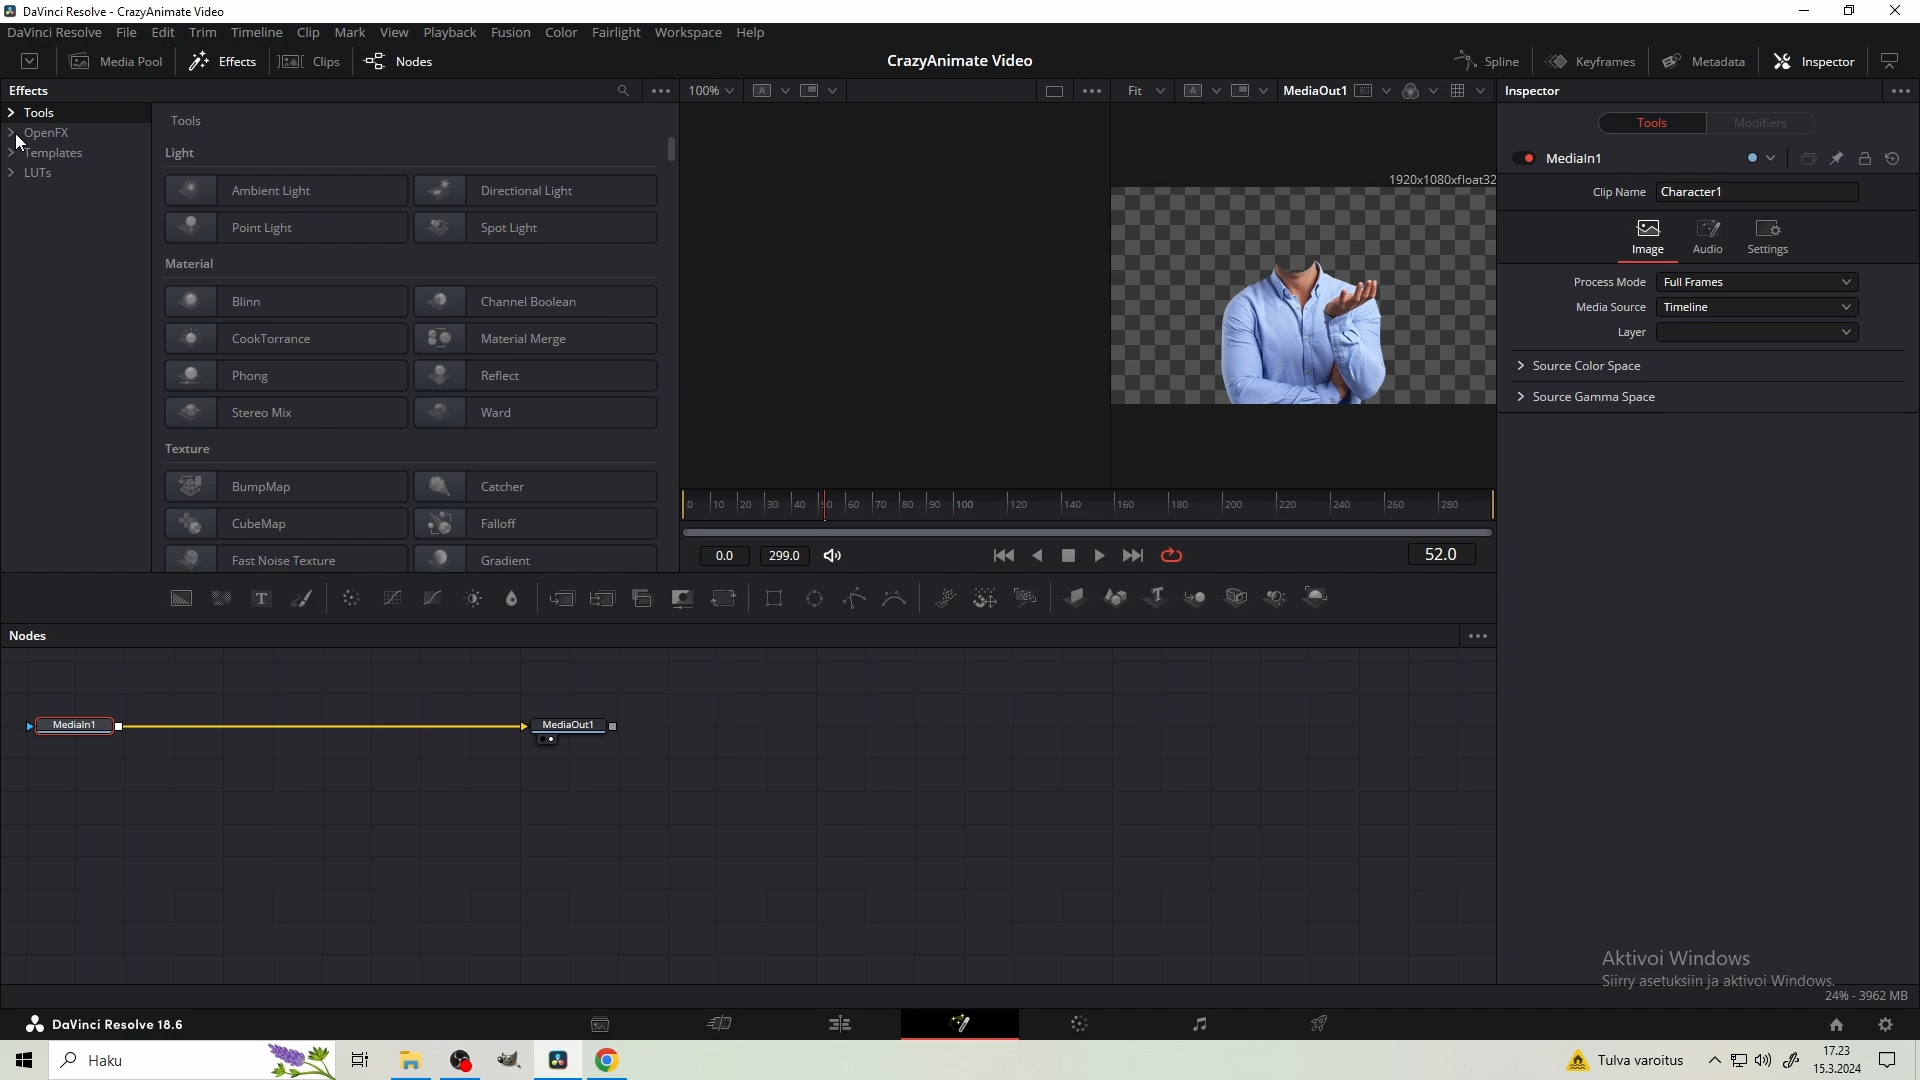 DaVinci Resolve - CrazyAnimate Video
DaVinci Resolve File Edit Trim Timeline Clip Mark View Playback Fusion Color Fairlight Workspace Help
Media Pool Effects Clips Nodes CrazyAnimate Video Spline Keyframes Metadata Inspector
Effects 100% A Fit A MediaOut1 Inspector
Tools
OpenFX
Templates
LUTs
Tools
Light
Ambient Light Directional Light
Point Light Spot Light
Material
Blinn Channel Boolean
CookTorrance Material Merge
Phong Reflect
Stereo Mix Ward
Texture
BumpMap Catcher
CubeMap Falloff
Fast Noise Texture Gradient
1920x1080xfloat32
0 10 20 30 40 50 60 70 80 90 100 120 140 160 180 200 220 240 260 280
0.0 299.0 52.0
Tools Modifiers
MediaIn1
Clip Name Character1
Image Audio Settings
Process Mode Full Frames
Media Source Timeline
Layer
Source Color Space
Source Gamma Space
T T
Nodes
MediaIn1 MediaOut1
Aktivoi Windows
Siirry asetuksiin ja aktivoi Windows.
24% - 3962 MB
DaVinci Resolve 18.6
Haku Tulva varoitus 17.23
15.3.2024